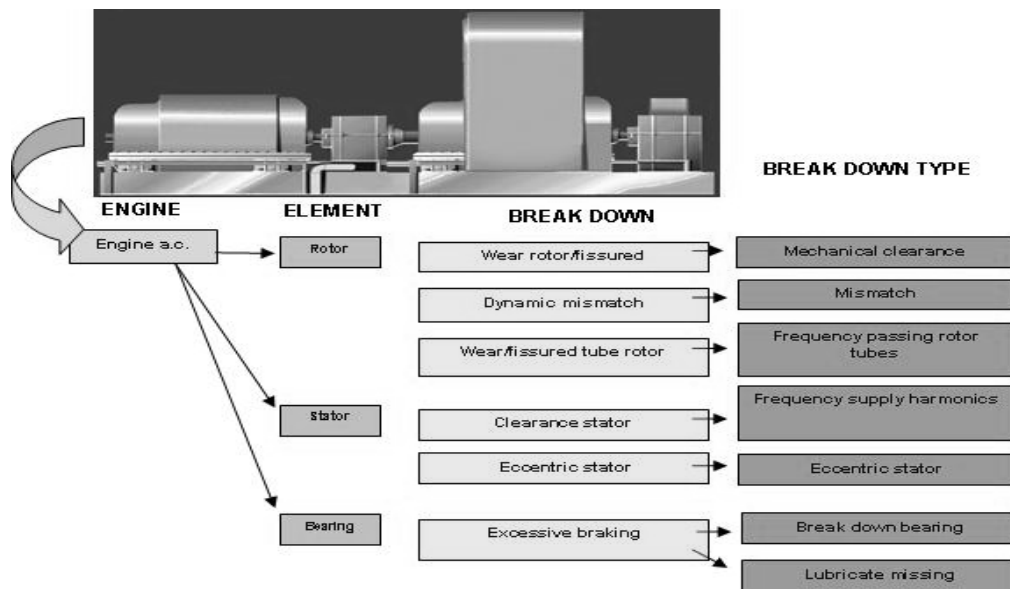 BREAK DOWN TYPE
ENGINE
ELEMENT
BREAK DOWN
Engine a.c.
Rotor
Wear rotor/fissured
Mechanical clearance
Dynamic mismatch
Mismatch
Wear/fissured tube rotor
Frequency passing rotor
tubes
Stator
Clearance stator
Frequency supply harmonics
Eccentric stator
Eccentric stator
Bearing
Excessive braking
Break down bearing
Lubricate missing